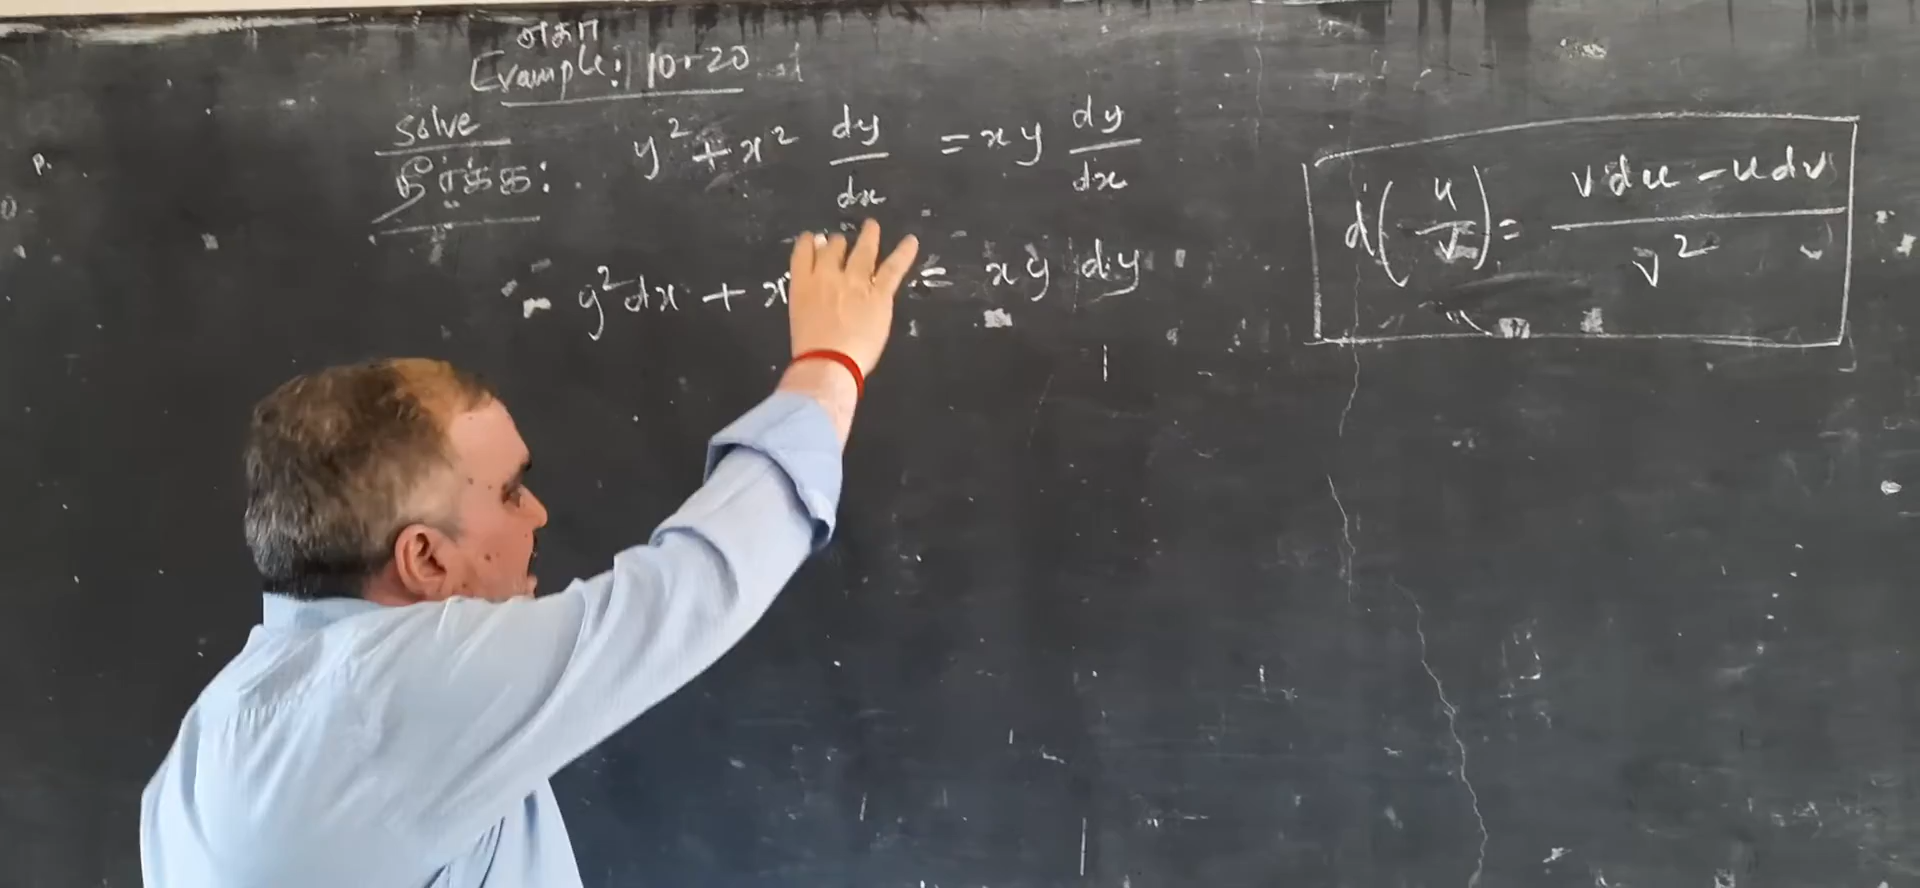 Example: 10.20
Solve
தீர்க்க: y² + x² dy/dx = xy dy/dx
y²dx + x = xy dy
d(u/v) = (v du - u dv)/v²